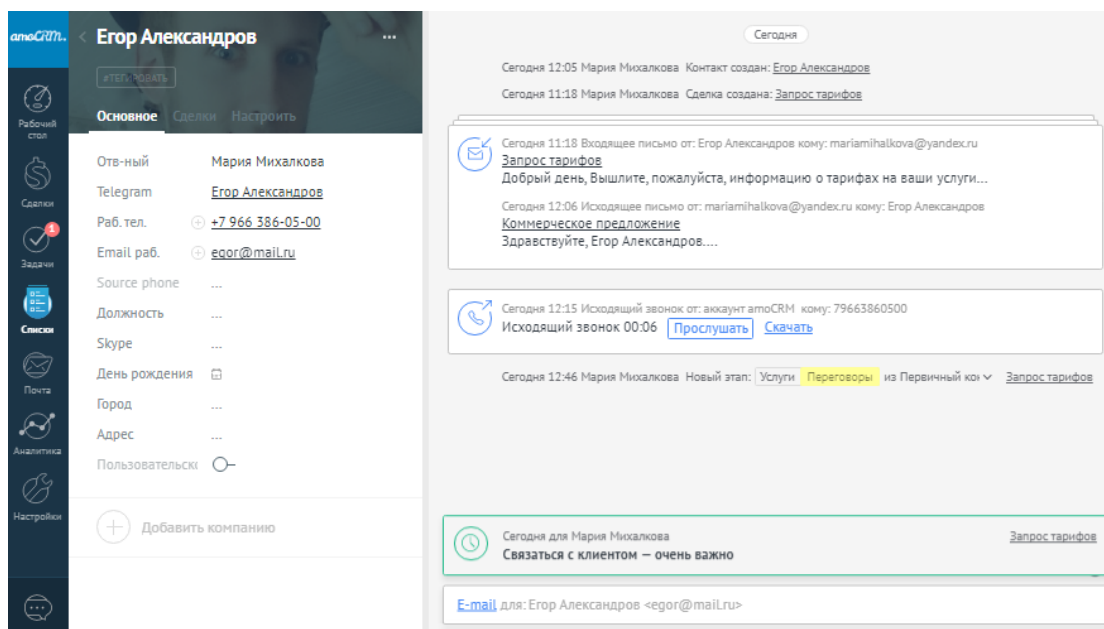 amoCRM.
Рабочий
стол
Сделки
1
Задачи
Списки
Почта
Аналитика
Настройки
Егор Александров
...
#ТЕГИРОВАТЬ
Основное Сделки Настроить
Отв-ный Мария Михалкова
Telegram Егор Александров
Раб. тел. +7 966 386-05-00
Email раб. egor@mail.ru
Source phone ...
Должность ...
Skype ...
День рождения
Город ...
Адрес ...
Пользовательск
Добавить компанию
Сегодня
Сегодня 12:05 Мария Михалкова Контакт создан: Егор Александров
Сегодня 11:18 Мария Михалкова Сделка создана: Запрос тарифов
Сегодня 11:18 Входящее письмо от: Егор Александров кому: mariamihalkova@yandex.ru
Запрос тарифов
Добрый день, Вышлите, пожалуйста, информацию о тарифах на ваши услуги...
Сегодня 12:06 Исходящее письмо от: mariamihalkova@yandex.ru кому: Егор Александров
Коммерческое предложение
Здравствуйте, Егор Александров....
Сегодня 12:15 Исходящий звонок от: аккаунт amoCRM кому: 79663860500
Исходящий звонок 00:06 Прослушать Скачать
Сегодня 12:46 Мария Михалкова Новый этап: Услуги Переговоры из Первичный кон Запрос тарифов
Сегодня для Мария Михалкова Запрос тарифов
Связаться с клиентом — очень важно
E-mail для: Егор Александров <egor@mail.ru>